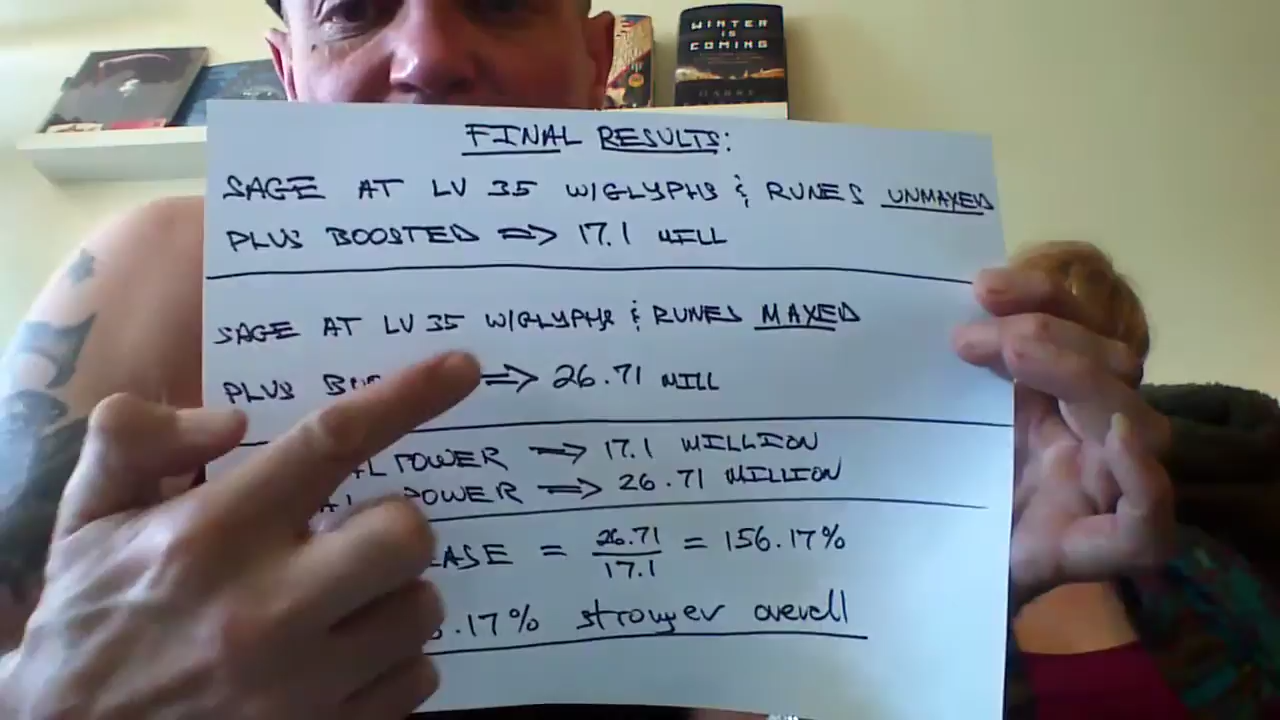 WINTER
IS
COMING
FINAL RESULTS:
SAGE AT LV 35 W/GLYPHS & RUNES UNMAXED
PLUS BOOSTED => 17.1 MILL
SAGE AT LV 35 W/GLYPHS & RUNES MAXED
PLUS => 26.71 MILL
POWER => 17.1 MILLION
POWER => 26.71 MILLION
= 26.71 / 17.1 = 156.17%
.17% stronger overall